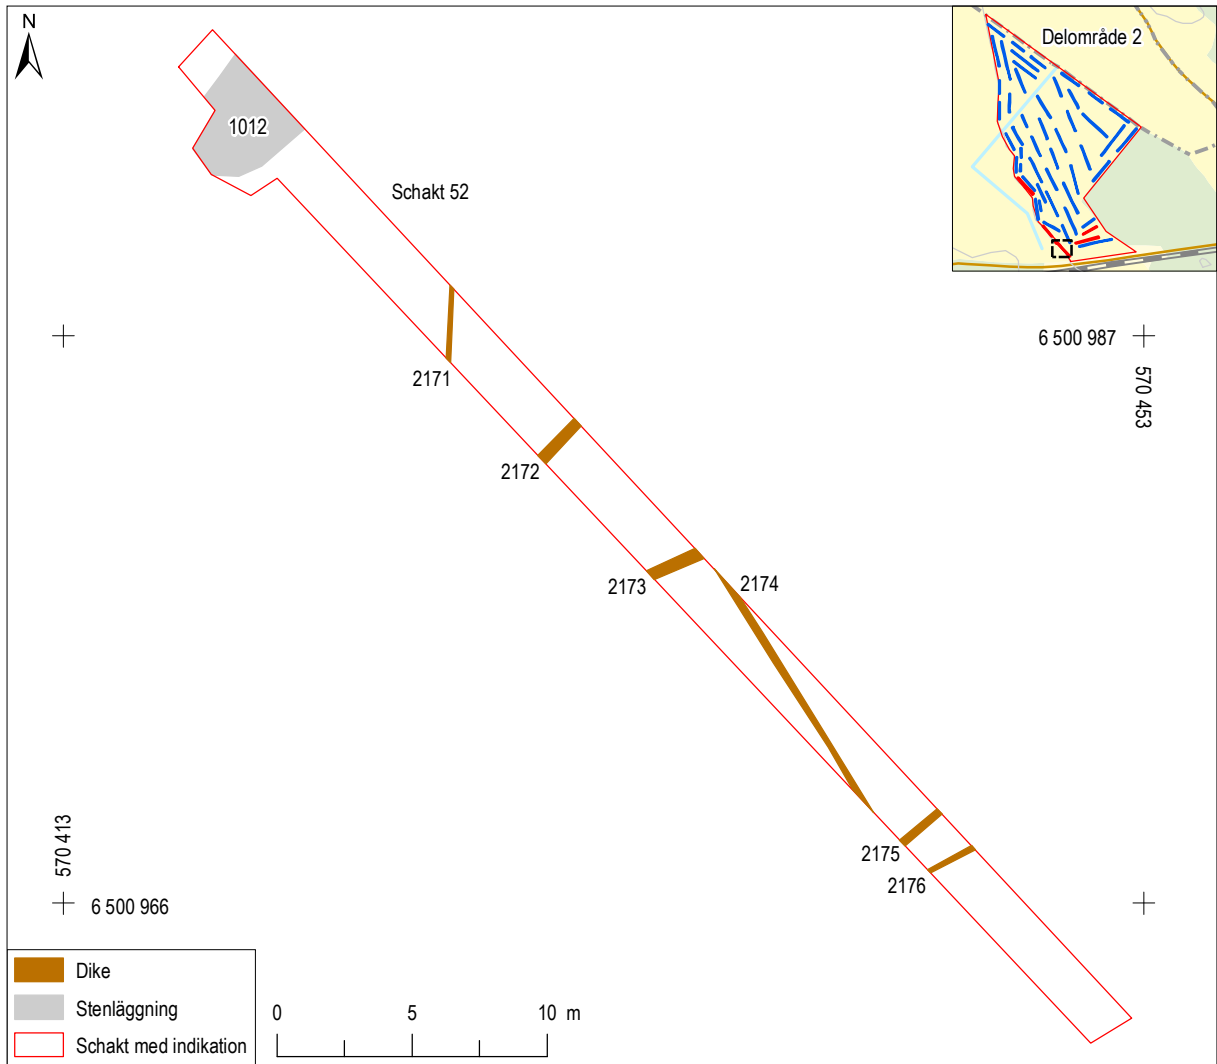 N
Delområde 2
1012
Schakt 52
6 500 987
570 453
2171
2172
2173
2174
2175
2176
570 413
6 500 966
Dike
Stenläggning
Schakt med indikation
0 5 10 m